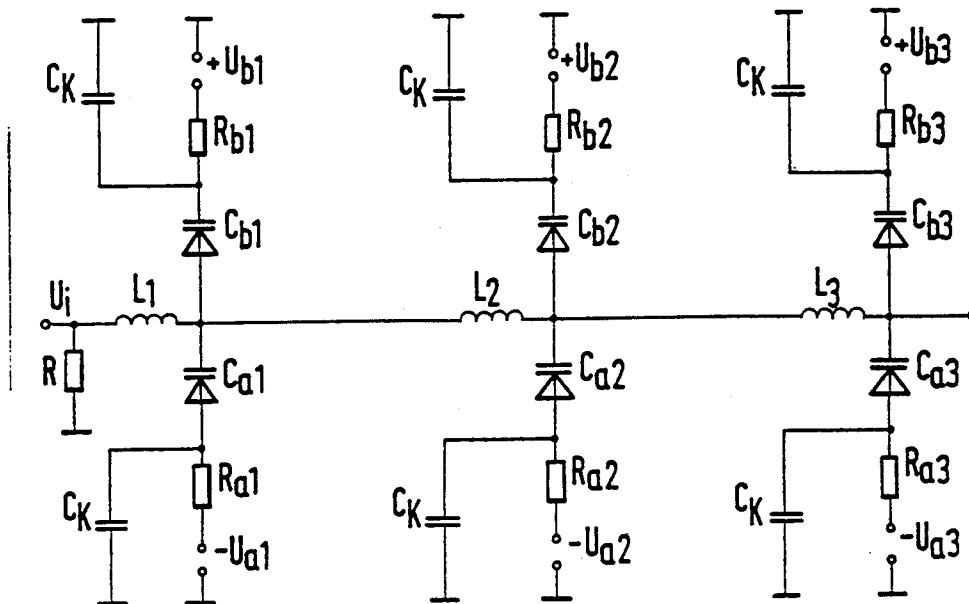 CK
+Ub1
Rb1
Cb1
CK
+Ub2
Rb2
Cb2
CK
+Ub3
Rb3
Cb3
Ui
L1
L2
L3
R
Ca1
Ca2
Ca3
CK
Ra1
-Ua1
CK
Ra2
-Ua2
CK
Ra3
-Ua3